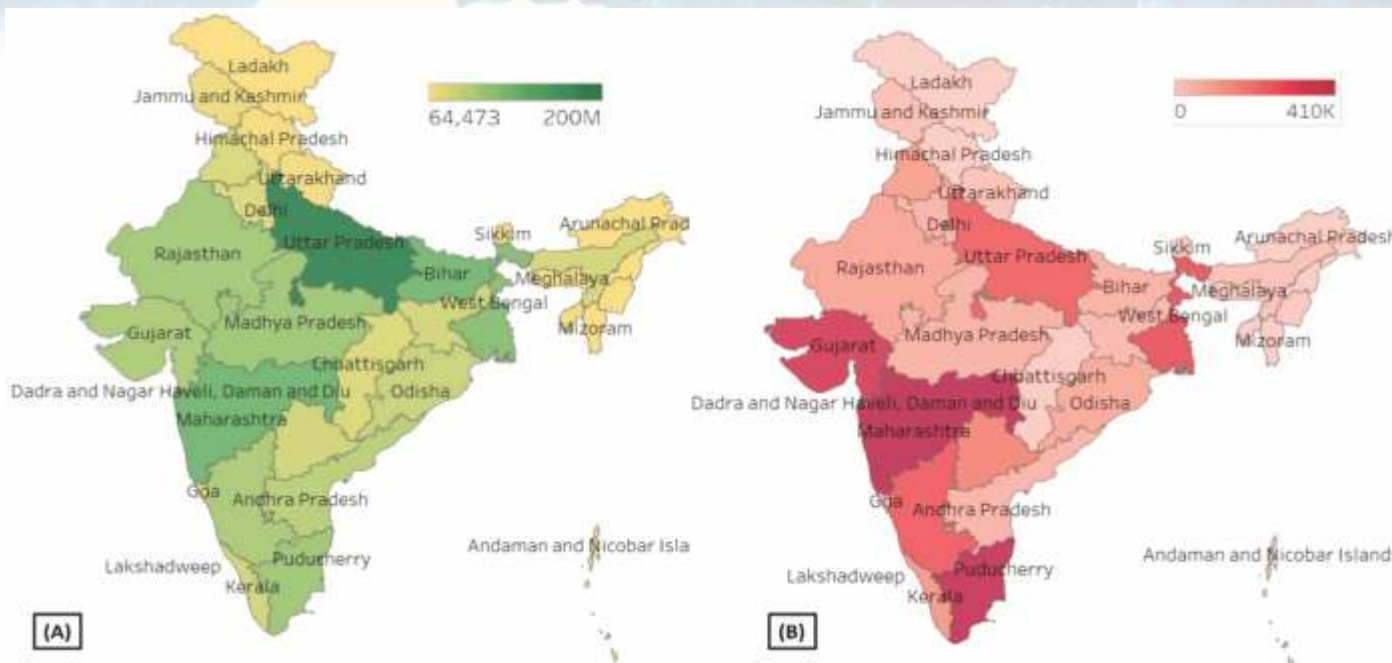 Ladakh
Jammu and Kashmir
64,473 200M
Himachal Pradesh
Uttarakhand
Delhi
Arunachal Prad
Sikkim
Uttar Pradesh
Rajasthan
Bihar
Meghalaya
West Bengal
Gujarat
Madhya Pradesh
Mizoram
Chhattisgarh
Dadra and Nagar Haveli, Daman and Diu
Odisha
Maharashtra
Goa
Andhra Pradesh
Andaman and Nicobar Isla
Puducherry
Lakshadweep
Kerala
(A)
Ladakh
0 410K
Jammu and Kashmir
Himachal Pradesh
Uttarakhand
Delhi
Arunachal Pradesh
Sikkim
Uttar Pradesh
Rajasthan
Bihar
Meghalaya
West Bengal
Madhya Pradesh
Mizoram
Gujarat
Chhattisgarh
Dadra and Nagar Haveli, Daman and Diu
Odisha
Maharashtra
Goa
Andhra Pradesh
Andaman and Nicobar Island
Puducherry
Lakshadweep
Kerala
(B)